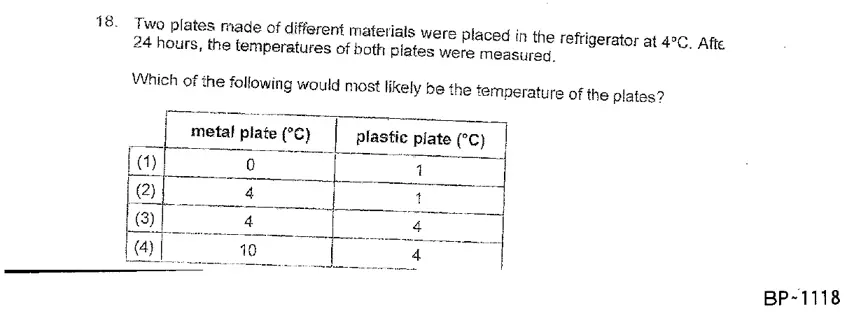 18. Two plates made of different materials were placed in the refrigerator at 4°C. Afte
24 hours, the temperatures of both plates were measured.
Which of the following would most likely be the temperature of the plates?
metal plate (°C) plastic plate (°C)
(1) 0 1
(2) 4 1
(3) 4 4
(4) 10 4
BP-1118